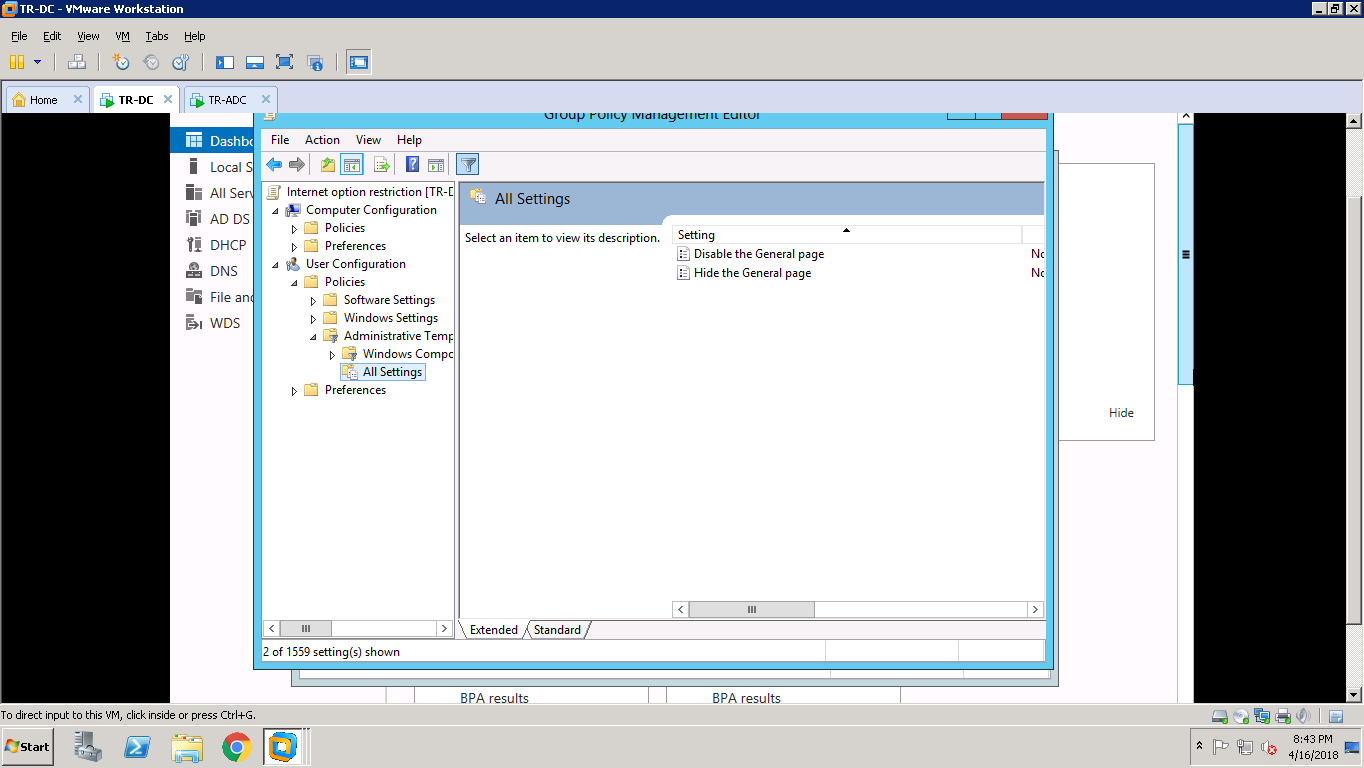 TR-DC - VMware Workstation
File Edit View VM Tabs Help
Home TR-DC TR-ADC
Group Policy Management Editor
Dashbo
Local S
All Serv
AD DS
DHCP
DNS
File and
WDS
File Action View Help
Internet option restriction [TR-D
Computer Configuration
Policies
Preferences
User Configuration
Policies
Software Settings
Windows Settings
Administrative Temp
Windows Compo
All Settings
Preferences
All Settings
Select an item to view its description.
Setting
Disable the General page No
Hide the General page No
Extended Standard
2 of 1559 setting(s) shown
Hide
BPA results BPA results
To direct input to this VM, click inside or press Ctrl+G.
Start
8:43 PM
4/16/2018